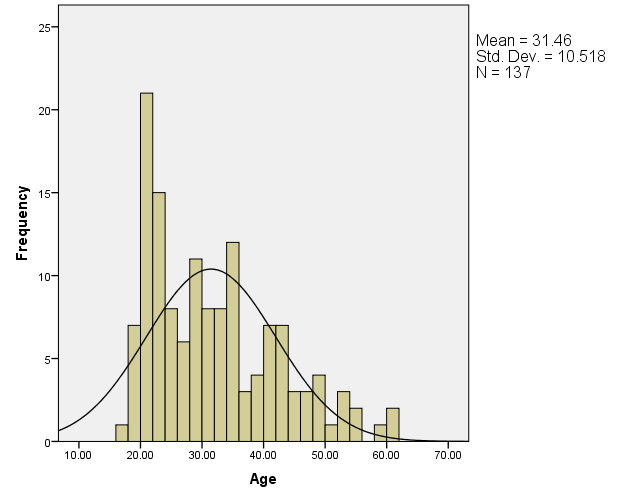 Mean = 31.46
Std. Dev. = 10.518
N = 137
Frequency
25
20
15
10
5
0
10.00 20.00 30.00 40.00 50.00 60.00 70.00
Age